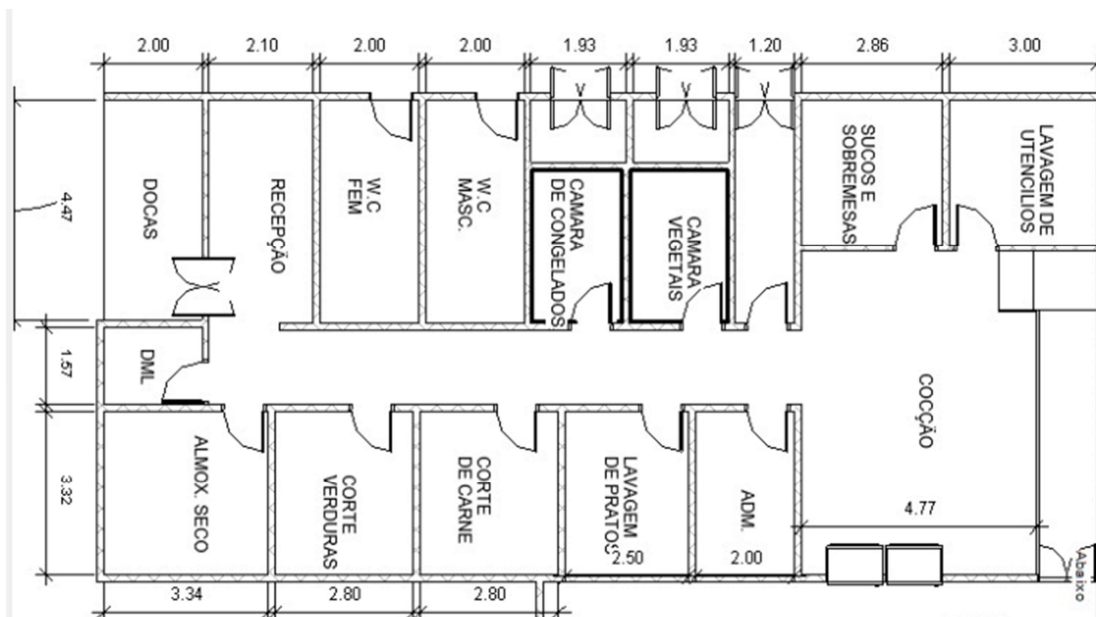 2.00
2.10
2.00
2.00
1.93
1.93
1.20
2.86
3.00
4.47
1.57
3.32
DOCAS
RECEPÇÃO
W.C
FEM
W.C
MASC.
CAMARA
DE CONGELADOS
CAMARA
VEGETAIS
SUCOS E
SOBREMESAS
LAVAGEM DE
UTENCILIOS
DML
COCÇÃO
ALMOX. SECO
CORTE
VERDURAS
CORTE
DE CARNE
LAVAGEM
DE PRATOS
ADM.
4.77
2.50
2.00
Abaixo
3.34
2.80
2.80